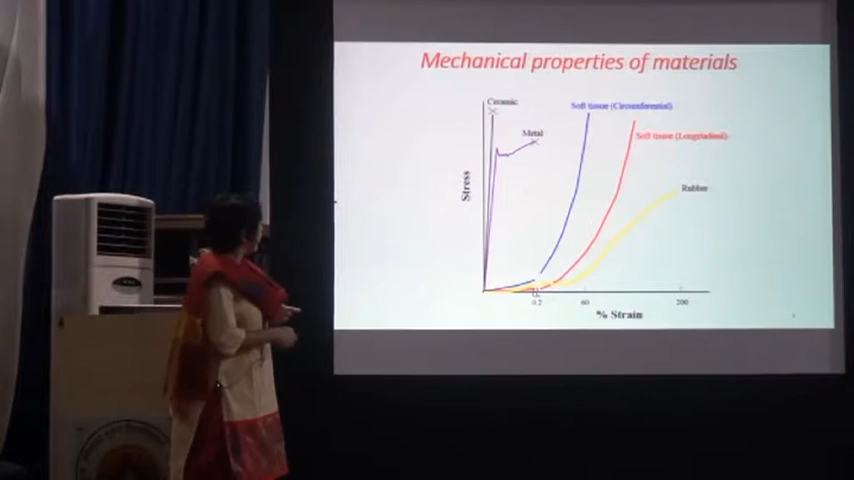 Mechanical properties of materials
Ceramic
Soft tissue (Circumferential)
Metal
Soft tissue (Longitudinal)
Rubber
Stress
0.2
60
200
% Strain